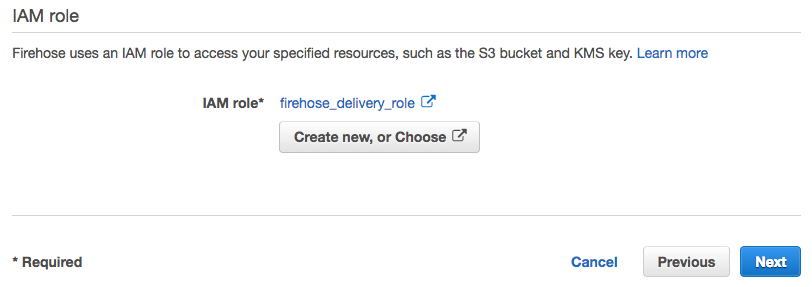 IAM role
Firehose uses an IAM role to access your specified resources, such as the S3 bucket and KMS key. Learn more
IAM role* firehose_delivery_role
Create new, or Choose
* Required Cancel Previous Next